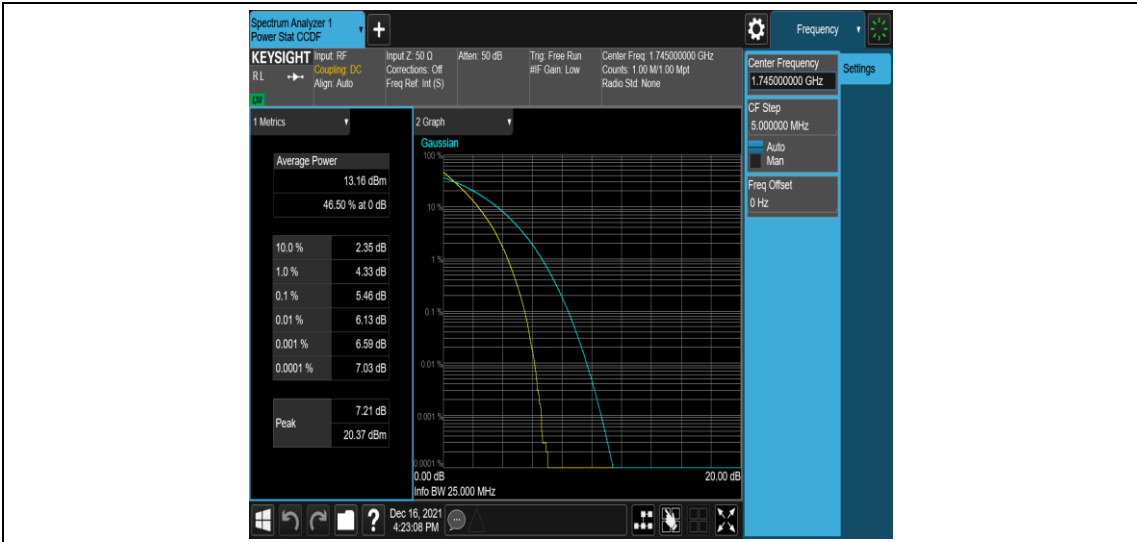 Spectrum Analyzer 1
Power Stat CCDF
+
Frequency
KEYSIGHT
R L
LXI
Input: RF
Coupling: DC
Align: Auto
Input Z: 50 Ω
Corrections: Off
Freq Ref: Int (S)
Atten: 50 dB
Trig: Free Run
#IF Gain: Low
Center Freq: 1.745000000 GHz
Counts: 1.00 M/1.00 Mpt
Radio Std: None
Center Frequency
1.745000000 GHz
Settings
CF Step
5.000000 MHz
Auto
Man
Freq Offset
0 Hz
1 Metrics
Average Power
13.16 dBm
46.50 % at 0 dB
10.0 % 2.35 dB
1.0 % 4.33 dB
0.1 % 5.46 dB
0.01 % 6.13 dB
0.001 % 6.59 dB
0.0001 % 7.03 dB
Peak
7.21 dB
20.37 dBm
2 Graph
Gaussian
100 %
10 %
1 %
0.1 %
0.01 %
0.001 %
0.0001 %
0.00 dB 20.00 dB
Info BW 25.000 MHz
?
Dec 16, 2021
4:23:08 PM